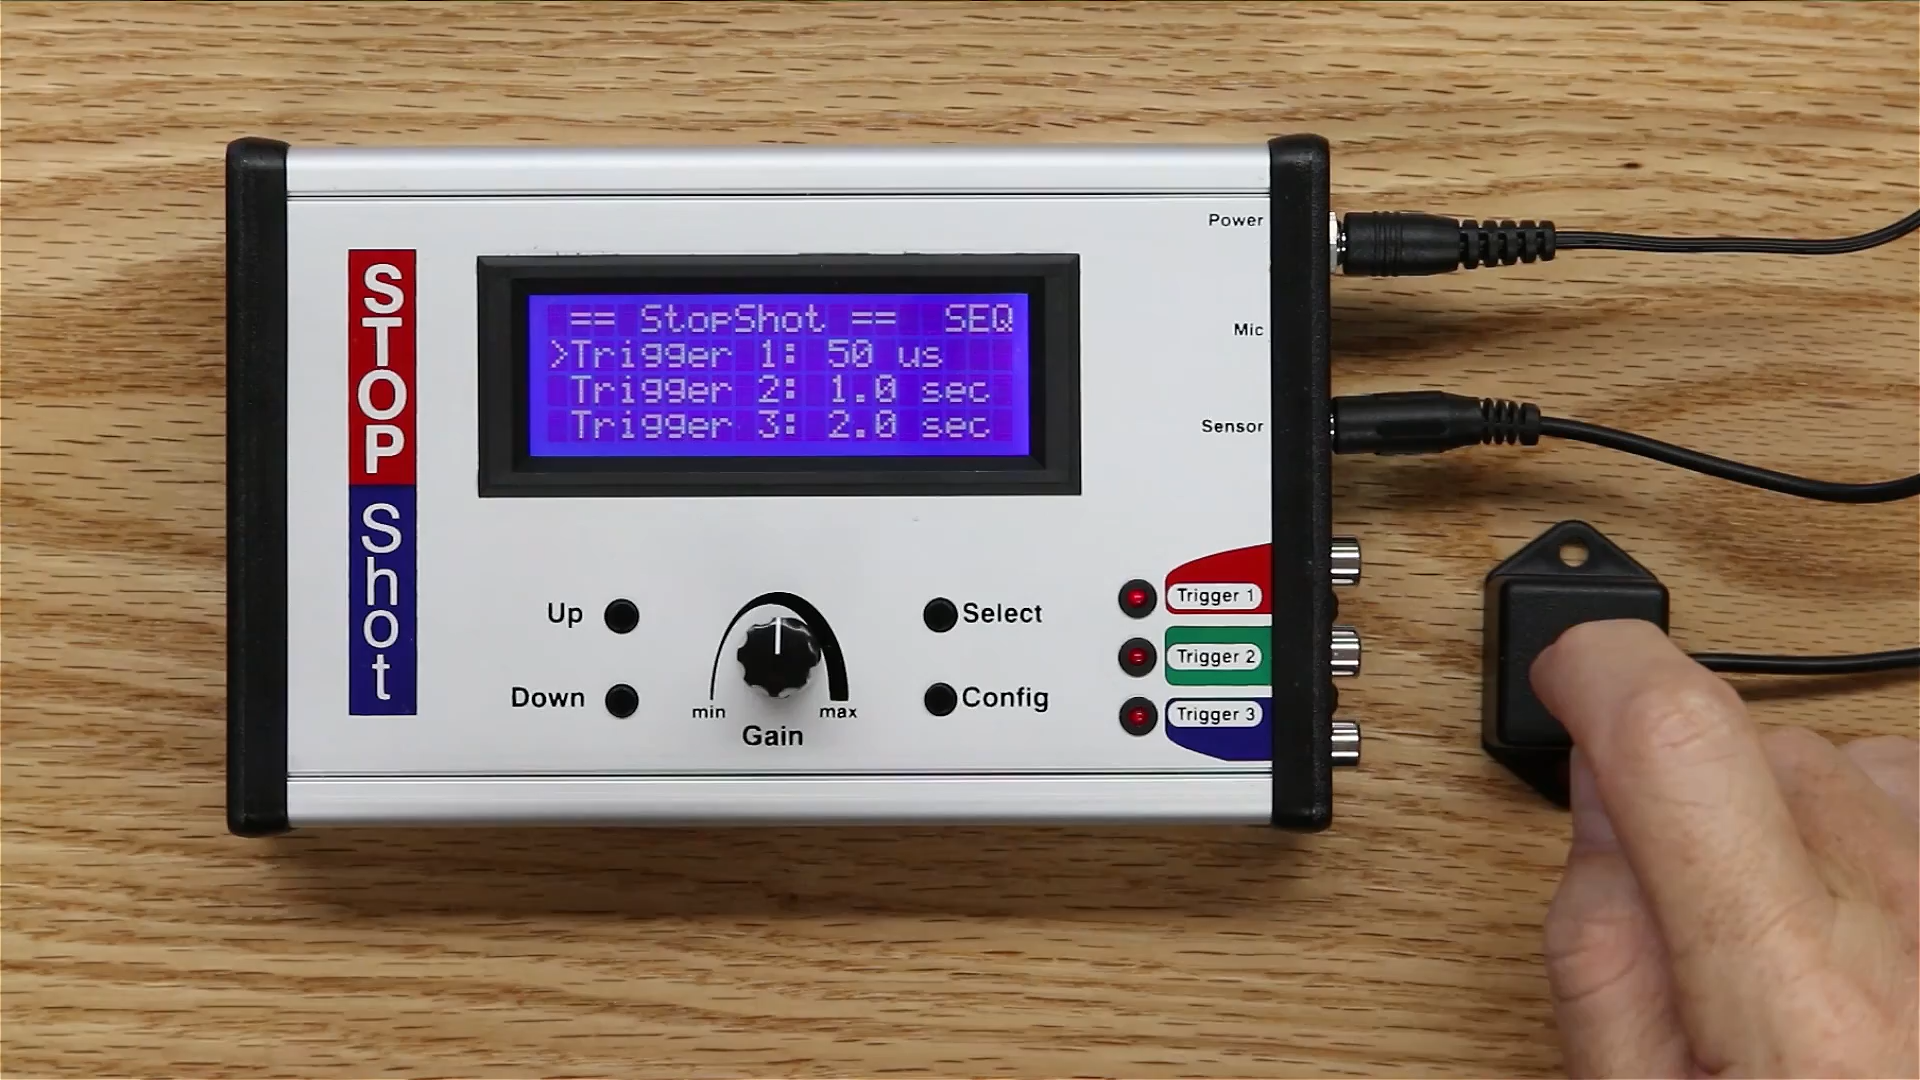 STOP Shot
== StopShot == SEQ
>Trigger 1: 50 us
Trigger 2: 1.0 sec
Trigger 3: 2.0 sec
Power
Mic
Sensor
Up
Down
min
max
Gain
Select
Config
Trigger 1
Trigger 2
Trigger 3